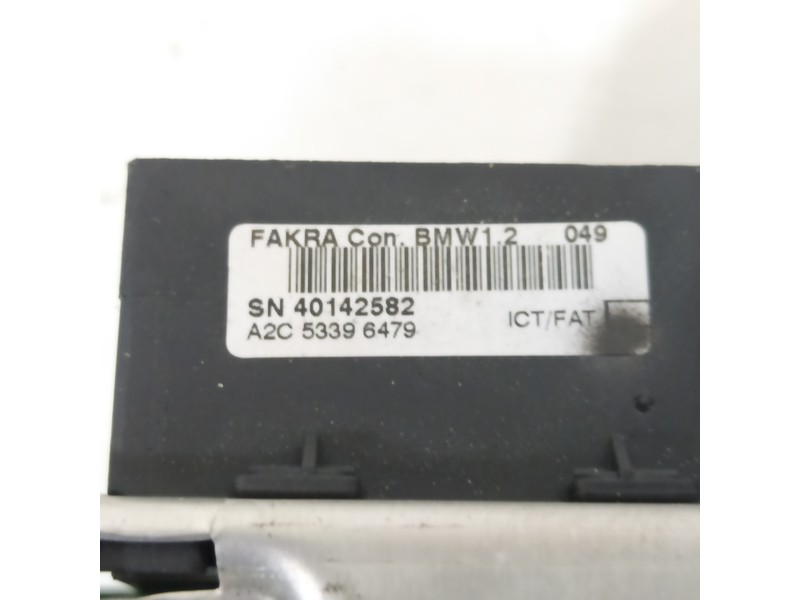 FAKRA Con. BMW1.2 049
SN 40142582
A2C 5339 6479 ICT/FAT